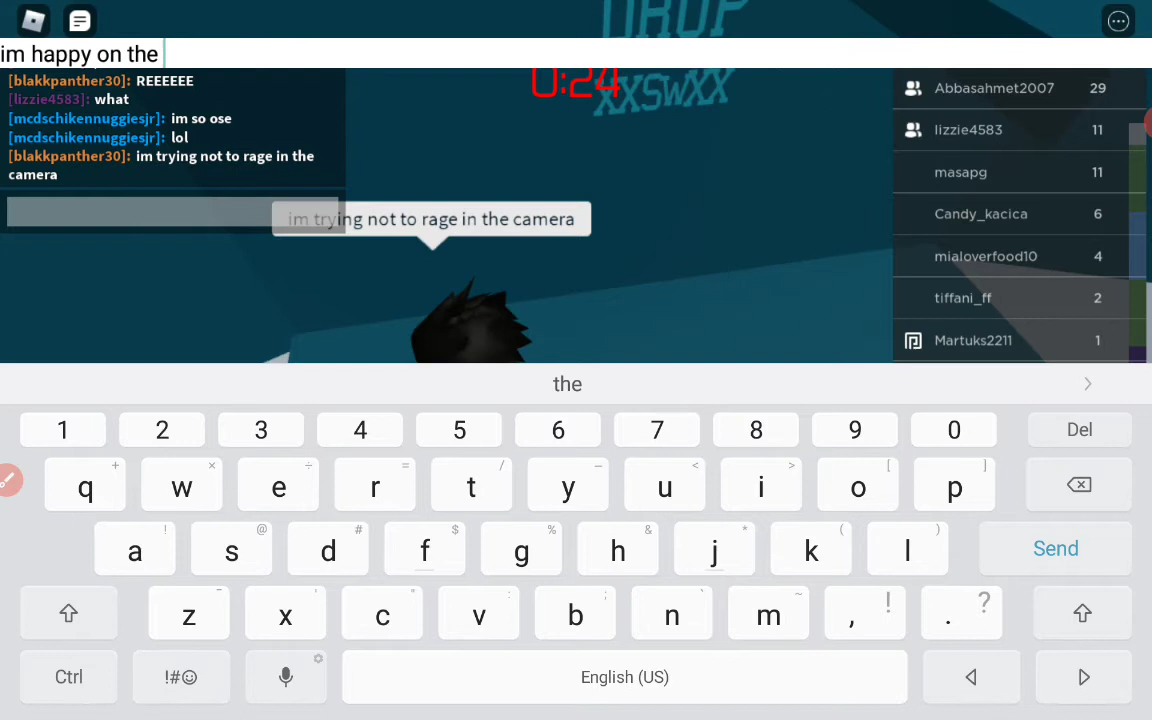 DROP
im happy on the
0:24
XXSWXX
[blakkpanther30]: REEEEEE
[lizzie4583]: what
[mcdschikennuggiesjr]: im so ose
[mcdschikennuggiesjr]: lol
[blakkpanther30]: im trying not to rage in the
camera
im trying not to rage in the camera
Abbasahmet2007 29
lizzie4583 11
masapg 11
Candy_kacica 6
mialoverfood10 4
tiffani_ff 2
Martuks2211 1
the
1 2 3 4 5 6 7 8 9 0 Del
+ × ÷ = / _ < > [ ]
q w e r t y u i o p
! @ # $ % & * ( )
a s d f g h j k l Send
- ' " : ; ` ~ ! ?
z x c v b n m , .
Ctrl !#☺ English (US)